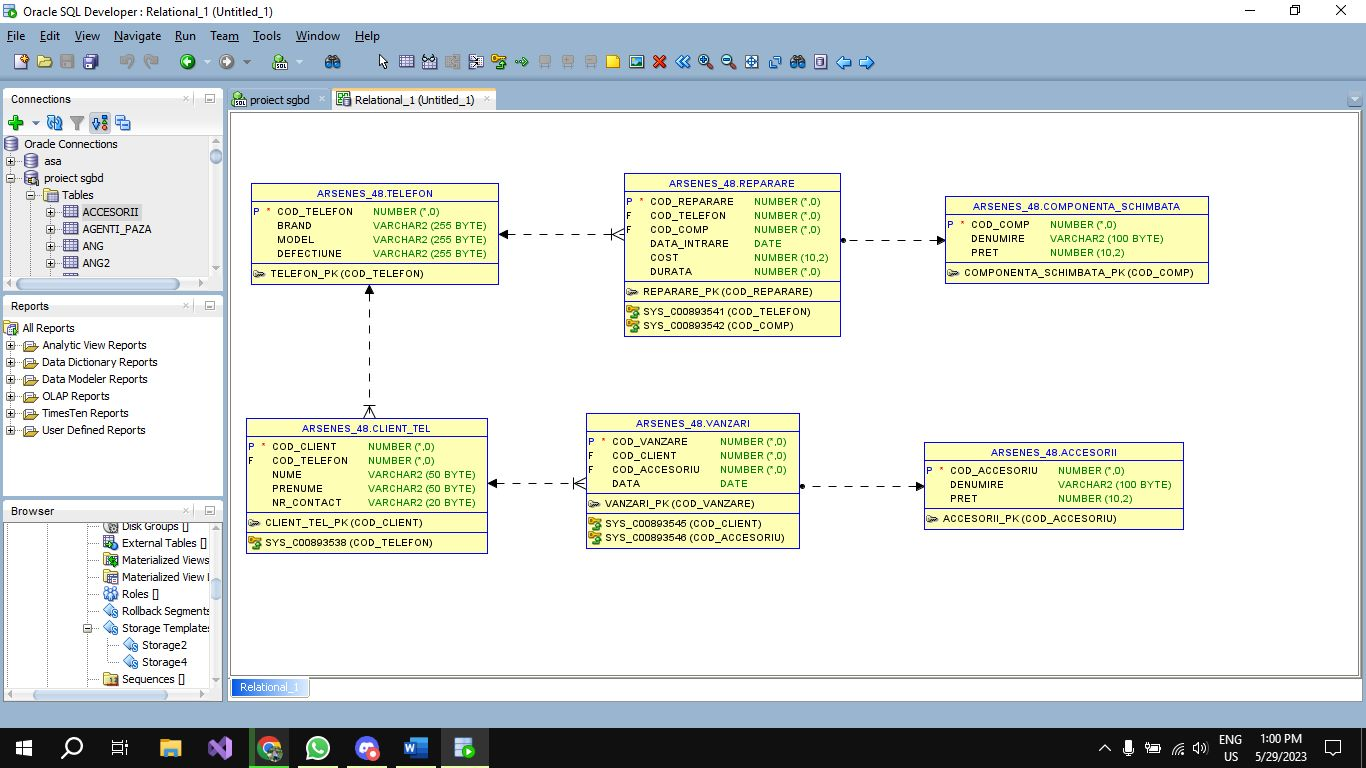 Oracle SQL Developer : Relational_1 (Untitled_1)
File Edit View Navigate Run Team Tools Window Help
Connections
Oracle Connections
asa
proiect sgbd
Tables
ACCESORII
AGENTI_PAZA
ANG
ANG2
Reports
All Reports
Analytic View Reports
Data Dictionary Reports
Data Modeler Reports
OLAP Reports
TimesTen Reports
User Defined Reports
Browser
Disk Groups []
External Tables []
Materialized Views
Materialized View
Roles []
Rollback Segments
Storage Templates
Storage2
Storage4
Sequences []
proiect sgbd
Relational_1 (Untitled_1)
ARSENES_48.TELEFON
P * COD_TELEFON NUMBER (*,0)
BRAND VARCHAR2 (255 BYTE)
MODEL VARCHAR2 (255 BYTE)
DEFECTIUNE VARCHAR2 (255 BYTE)
TELEFON_PK (COD_TELEFON)
ARSENES_48.REPARARE
P * COD_REPARARE NUMBER (*,0)
F COD_TELEFON NUMBER (*,0)
F COD_COMP NUMBER (*,0)
DATA_INTRARE DATE
COST NUMBER (10,2)
DURATA NUMBER (*,0)
REPARARE_PK (COD_REPARARE)
SYS_C00893541 (COD_TELEFON)
SYS_C00893542 (COD_COMP)
ARSENES_48.COMPONENTA_SCHIMBATA
P * COD_COMP NUMBER (*,0)
DENUMIRE VARCHAR2 (100 BYTE)
PRET NUMBER (10,2)
COMPONENTA_SCHIMBATA_PK (COD_COMP)
ARSENES_48.CLIENT_TEL
P * COD_CLIENT NUMBER (*,0)
F COD_TELEFON NUMBER (*,0)
NUME VARCHAR2 (50 BYTE)
PRENUME VARCHAR2 (50 BYTE)
NR_CONTACT VARCHAR2 (20 BYTE)
CLIENT_TEL_PK (COD_CLIENT)
SYS_C00893538 (COD_TELEFON)
ARSENES_48.VANZARI
P * COD_VANZARE NUMBER (*,0)
F COD_CLIENT NUMBER (*,0)
F COD_ACCESORIU NUMBER (*,0)
DATA DATE
VANZARI_PK (COD_VANZARE)
SYS_C00893545 (COD_CLIENT)
SYS_C00893546 (COD_ACCESORIU)
ARSENES_48.ACCESORII
P * COD_ACCESORIU NUMBER (*,0)
DENUMIRE VARCHAR2 (100 BYTE)
PRET NUMBER (10,2)
ACCESORII_PK (COD_ACCESORIU)
Relational_1
ENG
US
1:00 PM
5/29/2023